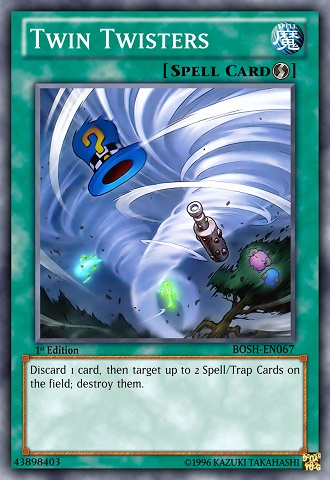 TWIN TWISTERS
SPELL
魔
[SPELL CARD]
?
1st Edition
BOSH-EN067
Discard 1 card, then target up to 2 Spell/Trap Cards on
the field; destroy them.
43898403
©1996 KAZUKI TAKAHASHI